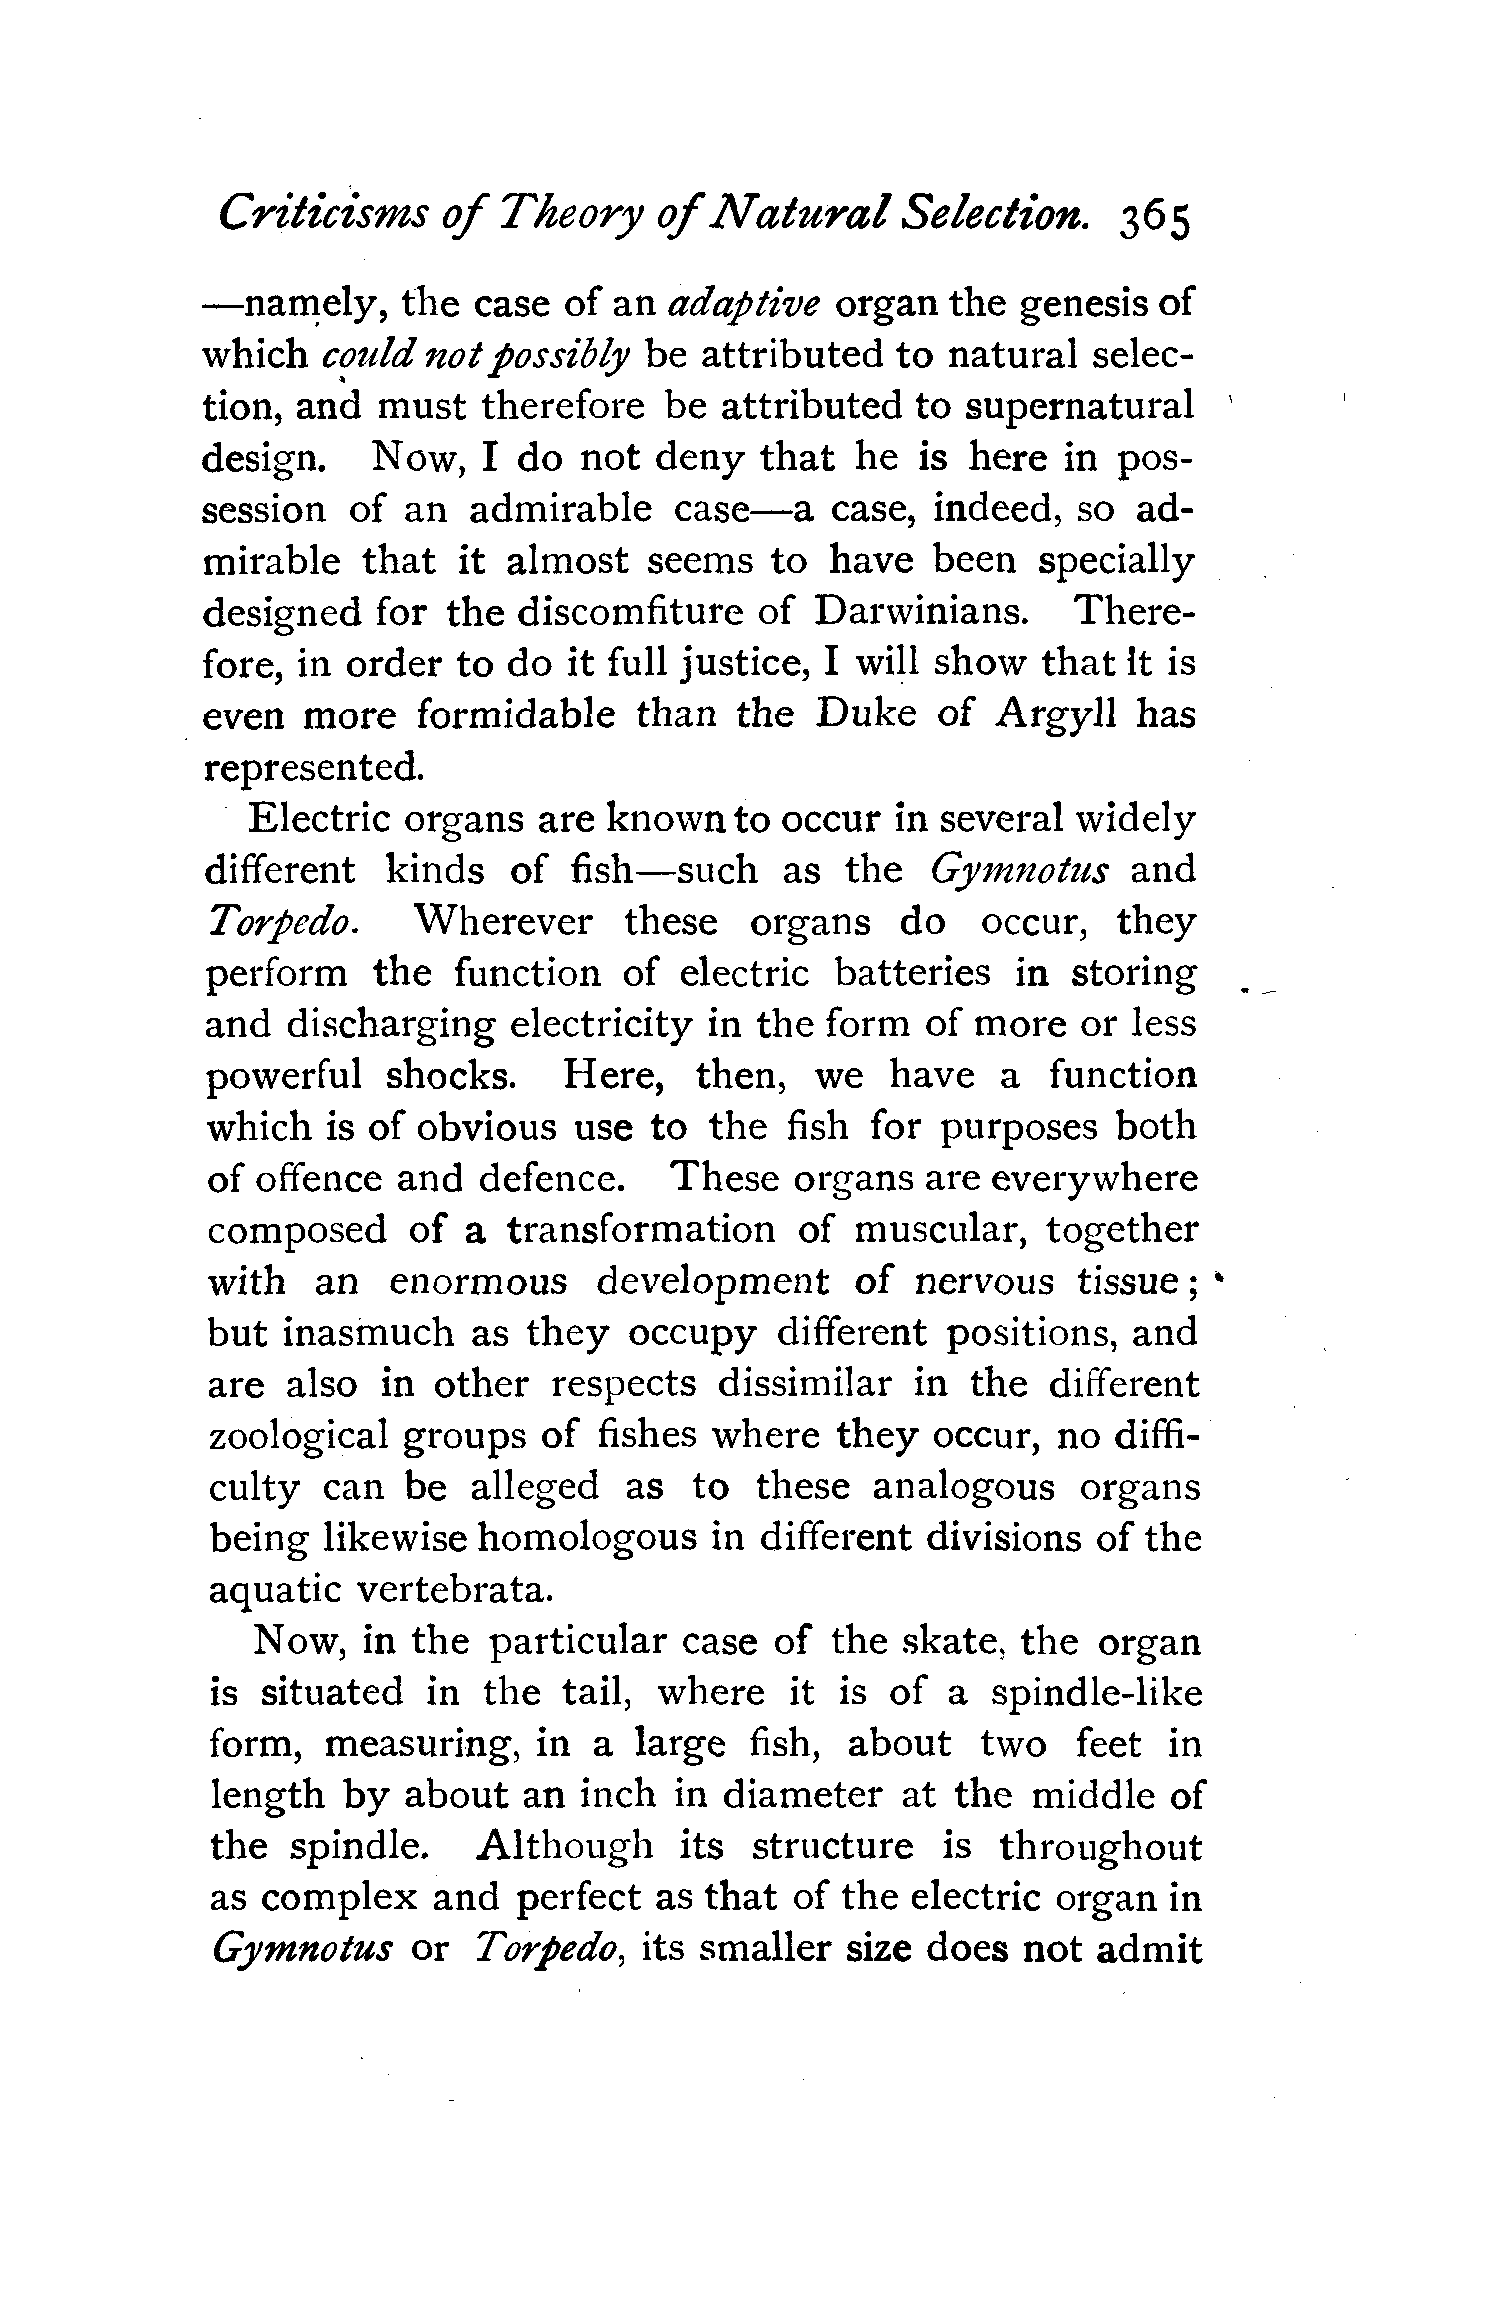 Criticisms of Theory of Natural Selection. 365
—namely, the case of an adaptive organ the genesis of
which could not possibly be attributed to natural selec-
tion, and must therefore be attributed to supernatural
design. Now, I do not deny that he is here in pos-
session of an admirable case—a case, indeed, so ad-
mirable that it almost seems to have been specially
designed for the discomfiture of Darwinians. There-
fore, in order to do it full justice, I will show that it is
even more formidable than the Duke of Argyll has
represented.
Electric organs are known to occur in several widely
different kinds of fish—such as the Gymnotus and
Torpedo. Wherever these organs do occur, they
perform the function of electric batteries in storing
and discharging electricity in the form of more or less
powerful shocks. Here, then, we have a function
which is of obvious use to the fish for purposes both
of offence and defence. These organs are everywhere
composed of a transformation of muscular, together
with an enormous development of nervous tissue;
but inasmuch as they occupy different positions, and
are also in other respects dissimilar in the different
zoological groups of fishes where they occur, no diffi-
culty can be alleged as to these analogous organs
being likewise homologous in different divisions of the
aquatic vertebrata.
Now, in the particular case of the skate, the organ
is situated in the tail, where it is of a spindle-like
form, measuring, in a large fish, about two feet in
length by about an inch in diameter at the middle of
the spindle. Although its structure is throughout
as complex and perfect as that of the electric organ in
Gymnotus or Torpedo, its smaller size does not admit